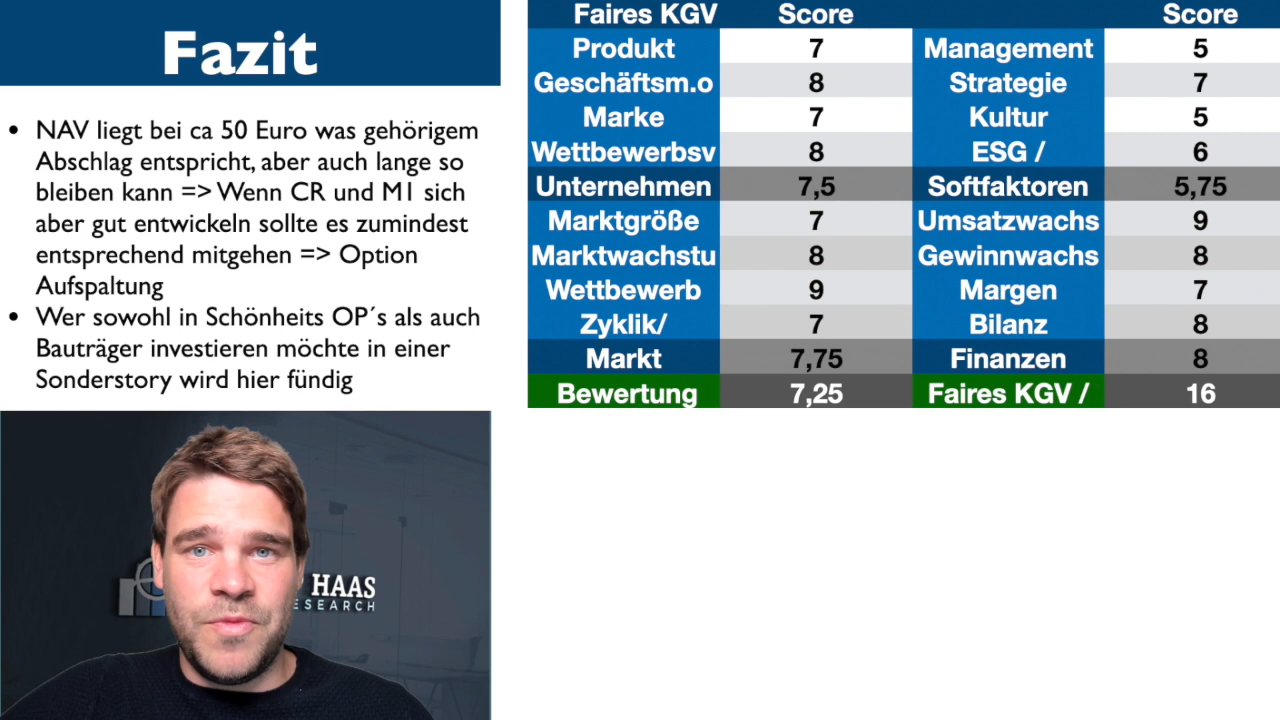 Fazit
• NAV liegt bei ca 50 Euro was gehörigem
Abschlag entspricht, aber auch lange so
bleiben kann => Wenn CR und M1 sich
aber gut entwickeln sollte es zumindest
entsprechend mitgehen => Option
Aufspaltung
• Wer sowohl in Schönheits OP´s als auch
Bauträger investieren möchte in einer
Sonderstory wird hier fündig
Faires KGV Score Score
Produkt 7 Management 5
Geschäftsm.o 8 Strategie 7
Marke 7 Kultur 5
Wettbewerbsv 8 ESG / 6
Unternehmen 7,5 Softfaktoren 5,75
Marktgröße 7 Umsatzwachs 9
Marktwachstu 8 Gewinnwachs 8
Wettbewerb 9 Margen 7
Zyklik/ 7 Bilanz 8
Markt 7,75 Finanzen 8
Bewertung 7,25 Faires KGV / 16
HAAS
ESEARCH